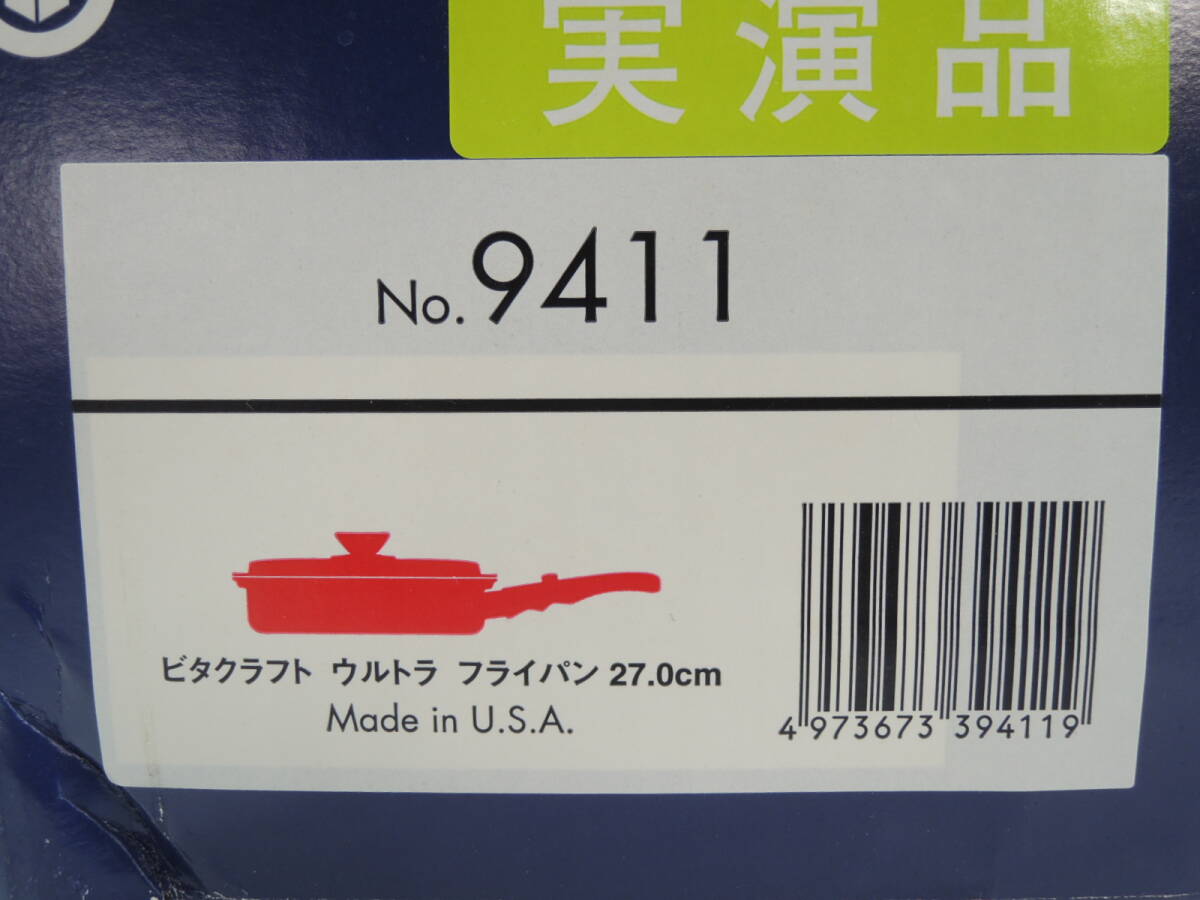 実演品
No. 9411
ビタクラフト ウルトラ フライパン 27.0cm
Made in U.S.A.
4 973673 394119